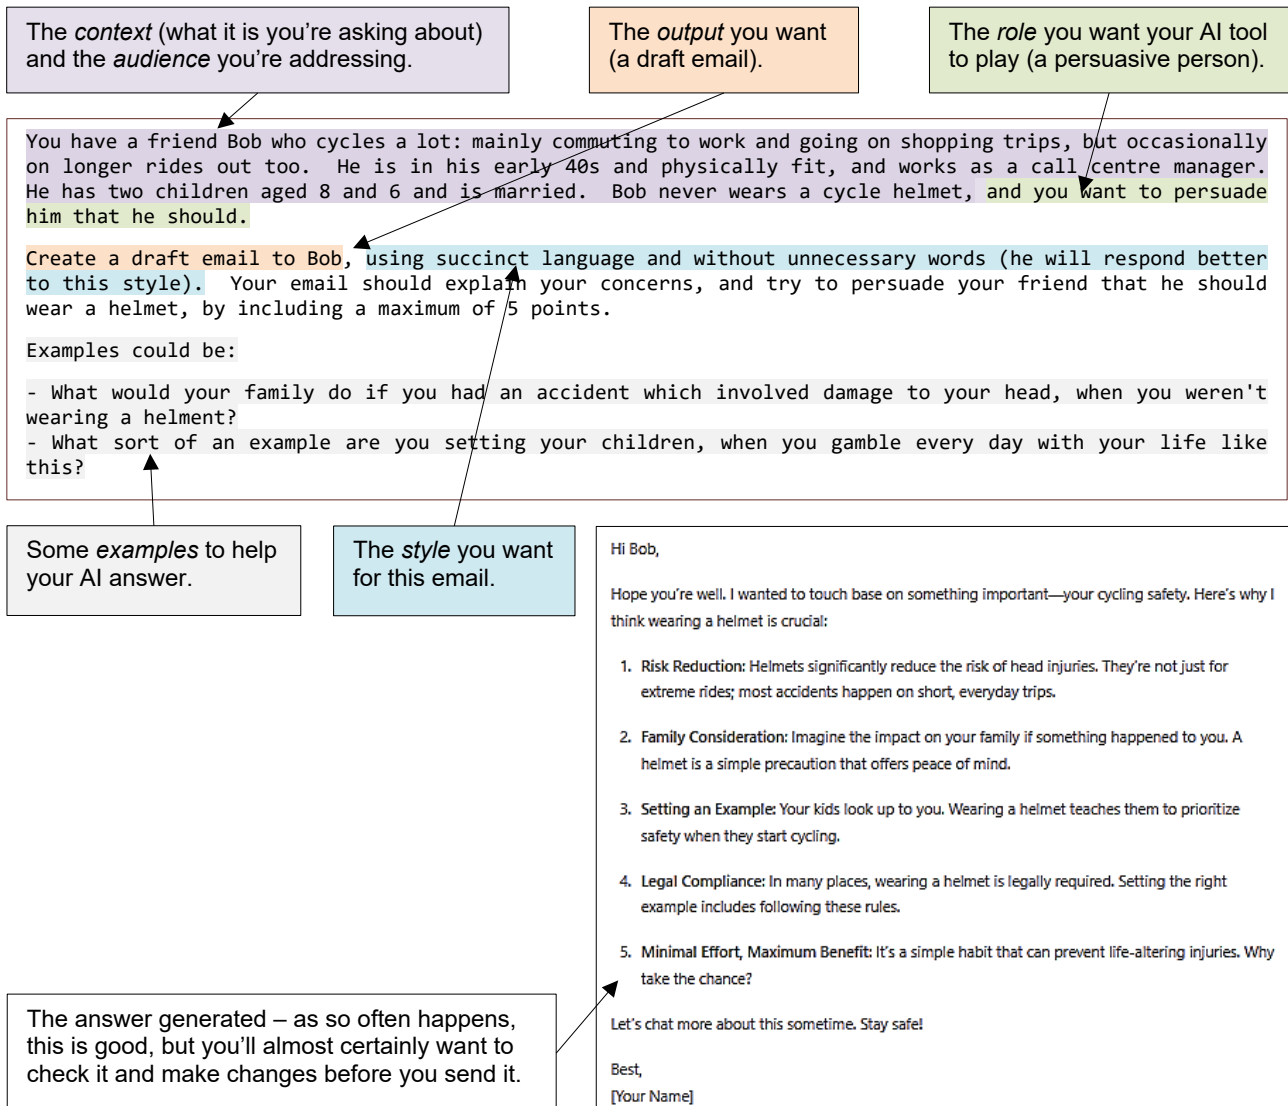 The context (what it is you're asking about)
and the audience you're addressing.
The output you want
(a draft email).
The role you want your AI tool
to play (a persuasive person).
You have a friend Bob who cycles a lot: mainly commuting to work and going on shopping trips, but occasionally
on longer rides out too. He is in his early 40s and physically fit, and works as a call centre manager.
He has two children aged 8 and 6 and is married. Bob never wears a cycle helmet, and you want to persuade
him that he should.
Create a draft email to Bob, using succinct language and without unnecessary words (he will respond better
to this style). Your email should explain your concerns, and try to persuade your friend that he should
wear a helmet, by including a maximum of 5 points.
Examples could be:
- What would your family do if you had an accident which involved damage to your head, when you weren't
wearing a helment?
- What sort of an example are you setting your children, when you gamble every day with your life like
this?
Some examples to help
your AI answer.
The style you want
for this email.
Hi Bob,
Hope you're well. I wanted to touch base on something important—your cycling safety. Here's why I
think wearing a helmet is crucial:
1. Risk Reduction: Helmets significantly reduce the risk of head injuries. They're not just for
extreme rides; most accidents happen on short, everyday trips.
2. Family Consideration: Imagine the impact on your family if something happened to you. A
helmet is a simple precaution that offers peace of mind.
3. Setting an Example: Your kids look up to you. Wearing a helmet teaches them to prioritize
safety when they start cycling.
4. Legal Compliance: In many places, wearing a helmet is legally required. Setting the right
example includes following these rules.
5. Minimal Effort, Maximum Benefit: It's a simple habit that can prevent life-altering injuries. Why
take the chance?
Let's chat more about this sometime. Stay safe!
Best,
[Your Name]
The answer generated – as so often happens,
this is good, but you'll almost certainly want to
check it and make changes before you send it.